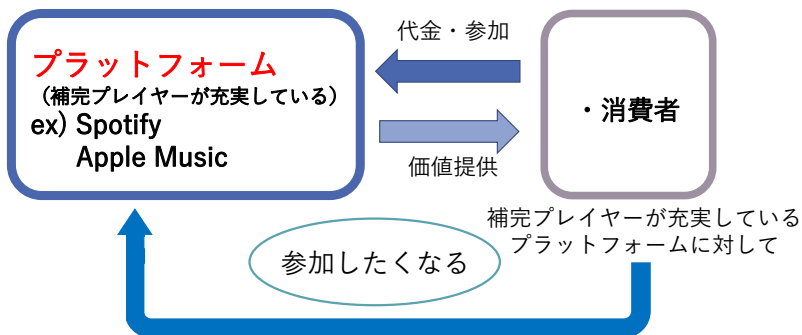 代金・参加
プラットフォーム
（補完プレイヤーが充実している）
ex) Spotify
Apple Music
・消費者
価値提供
補完プレイヤーが充実している
プラットフォームに対して
参加したくなる